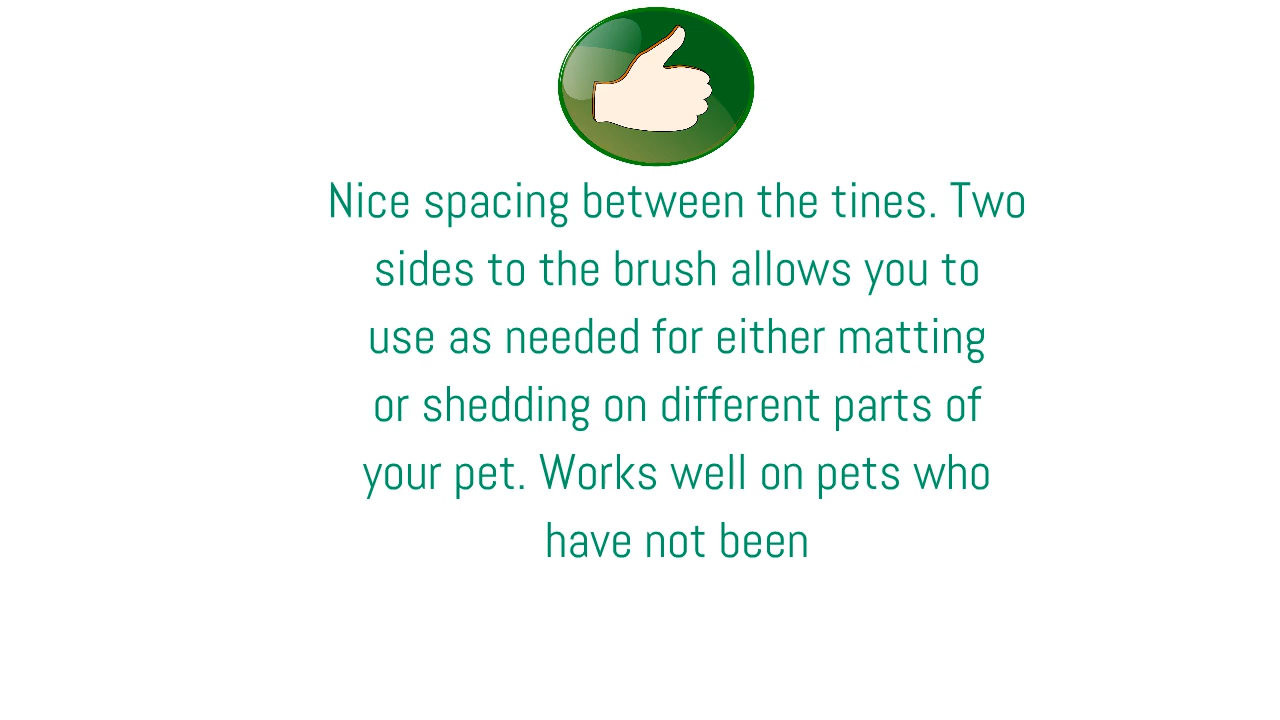 Nice spacing between the tines. Two
sides to the brush allows you to
use as needed for either matting
or shedding on different parts of
your pet. Works well on pets who
have not been